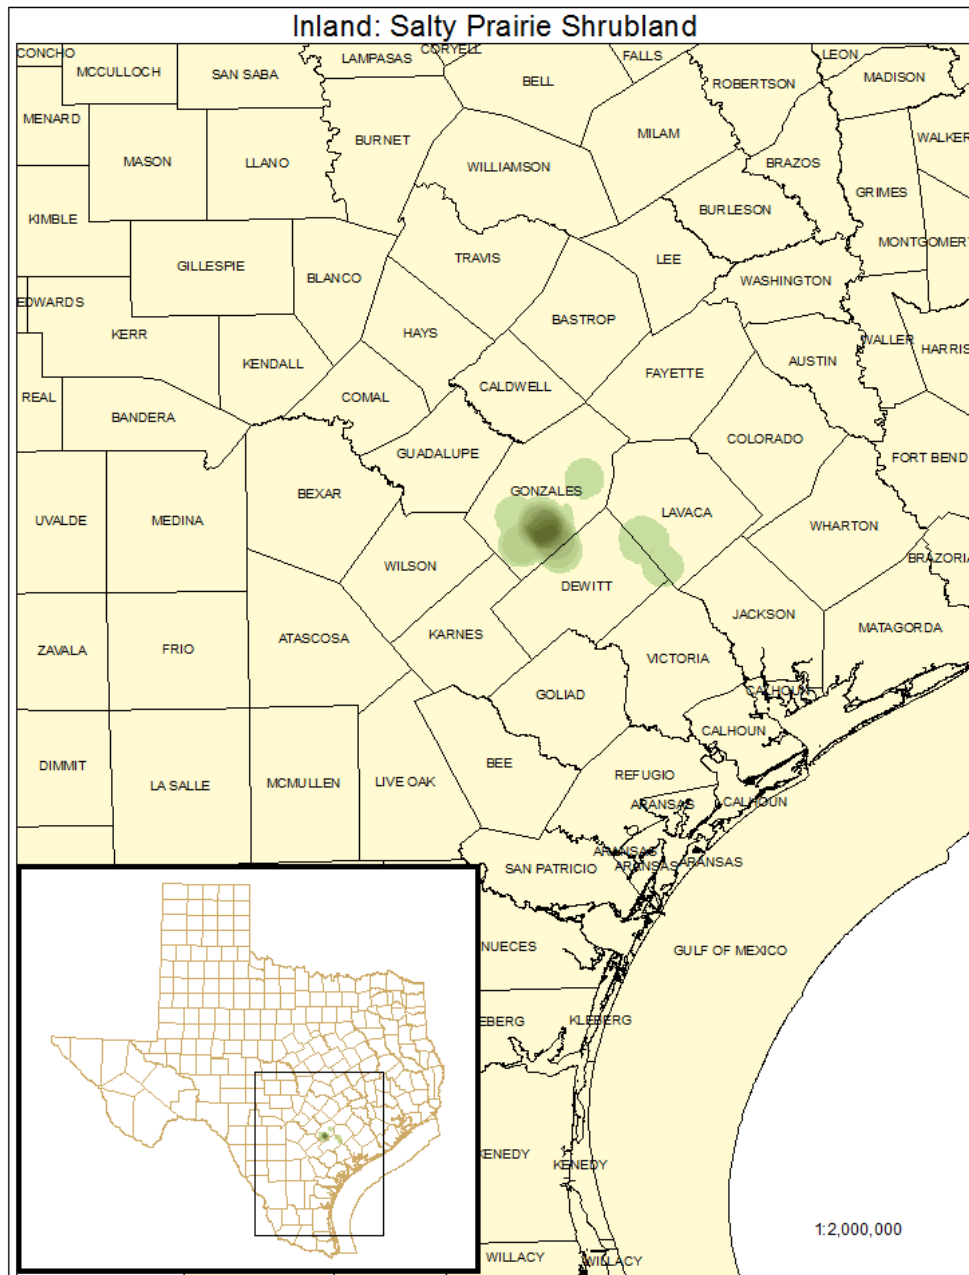 Inland: Salty Prairie Shrubland
CONCHO
MCCULLOCH
SAN SABA
LAMPASAS
CORYELL
BELL
FALLS
ROBERTSON
LEON
MADISON
MENARD
MASON
LLANO
BURNET
WILLIAMSON
MILAM
BRAZOS
WALKER
GRIMES
KIMBLE
BURLESON
GILLESPIE
BLANCO
TRAVIS
LEE
MONTGOMERY
WASHINGTON
EDWARDS
KERR
HAYS
BASTROP
WALLER
HARRIS
KENDALL
AUSTIN
REAL
COMAL
CALDWELL
FAYETTE
BANDERA
COLORADO
GUADALUPE
FORT BEND
GONZALES
BEXAR
UVALDE
MEDINA
LAVACA
WHARTON
BRAZORIA
WILSON
DEWITT
JACKSON
MATAGORDA
ZAVALA
FRIO
ATASCOSA
KARNES
VICTORIA
GOLIAD
CALHOUN
CALHOUN
DIMMIT
LA SALLE
MCMULLEN
LIVE OAK
BEE
REFUGIO
ARANSAS
CALHOUN
ARANSAS
ARANSAS
ARANSAS
SAN PATRICIO
NUECES
GULF OF MEXICO
EBERG
KLEBERG
KENEDY
KENEDY
1:2,000,000
WILLACY
WILLACY